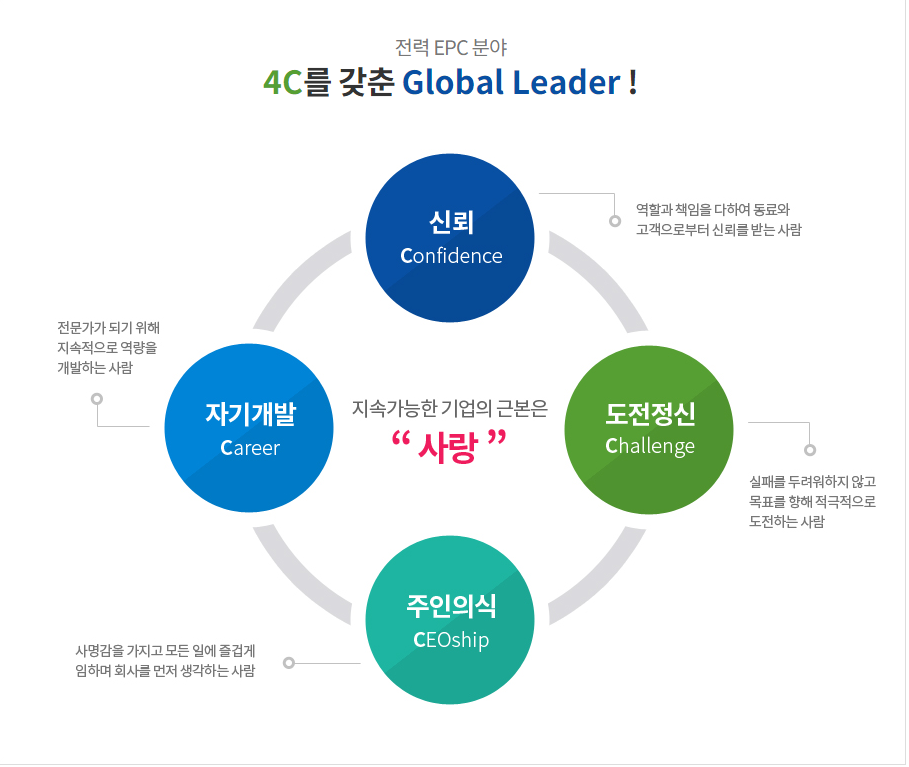 전력 EPC 분야
4C를 갖춘 Global Leader !
신뢰
Confidence
역할과 책임을 다하여 동료와
고객으로부터 신뢰를 받는 사람
전문가가 되기 위해
지속적으로 역량을
개발하는 사람
자기개발
Career
지속가능한 기업의 근본은
“ 사랑 ”
도전정신
Challenge
실패를 두려워하지 않고
목표를 향해 적극적으로
도전하는 사람
주인의식
CEOship
사명감을 가지고 모든 일에 즐겁게
임하며 회사를 먼저 생각하는 사람